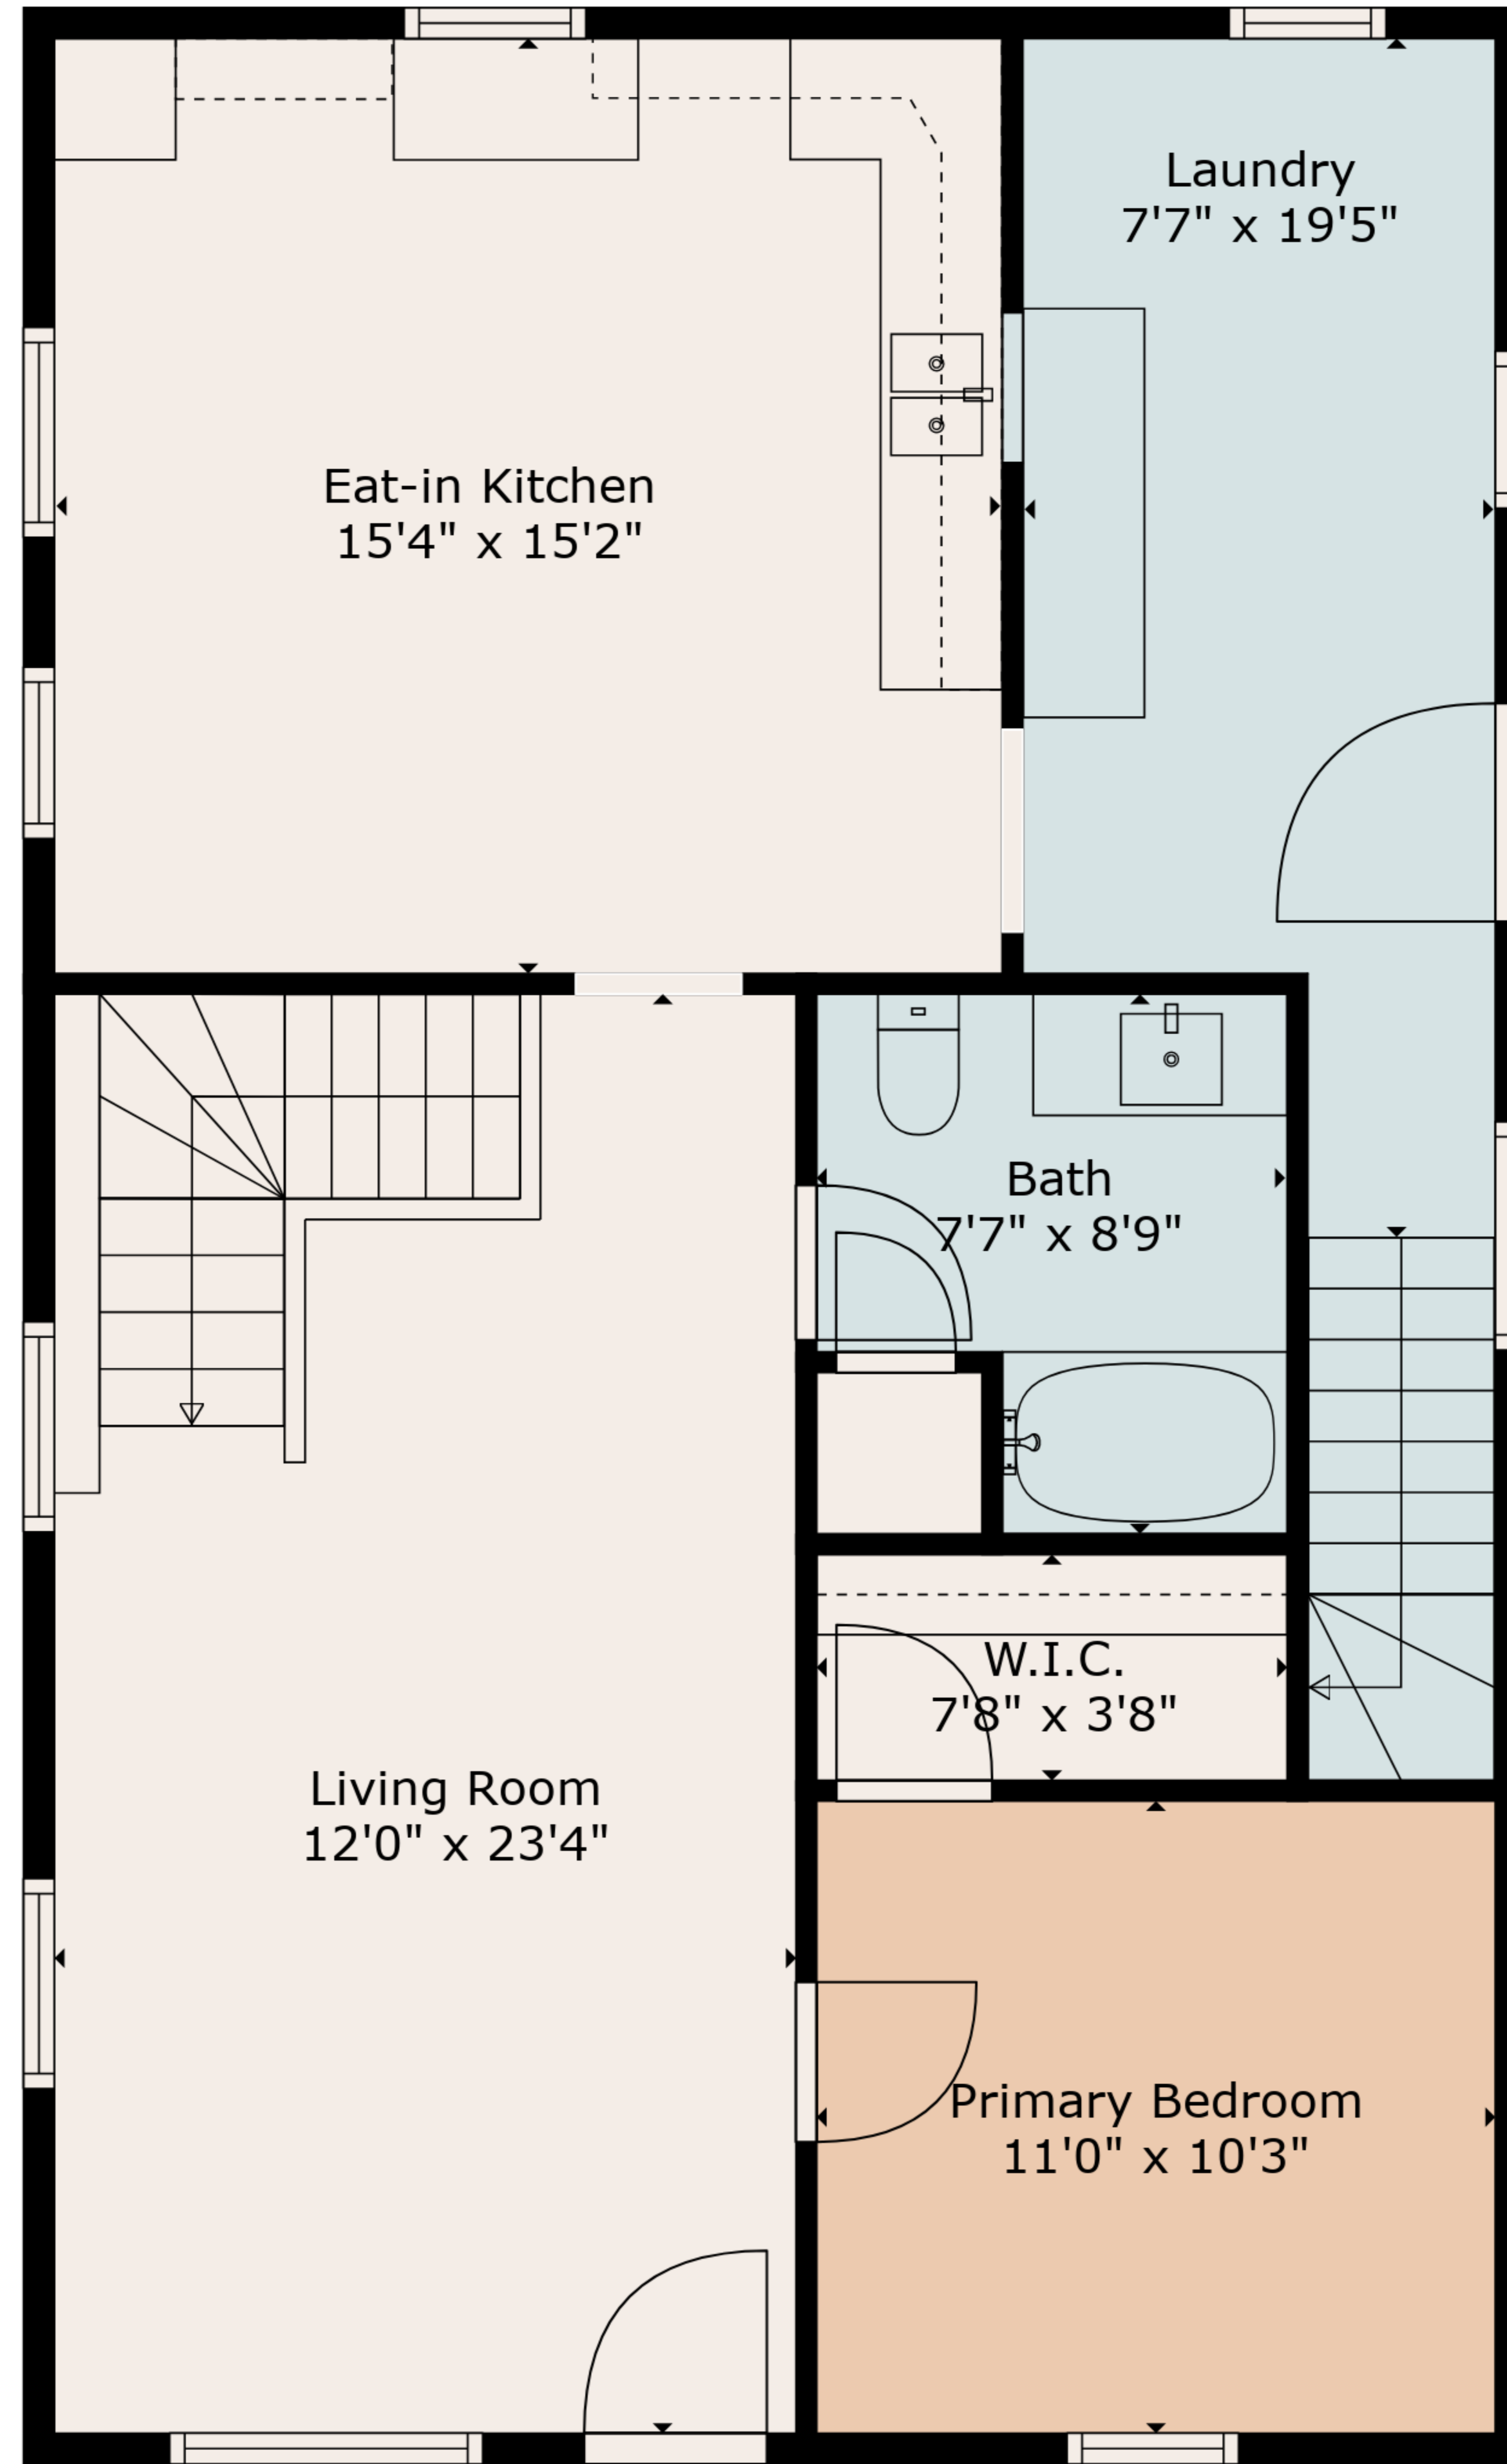 Laundry
7'7" x 19'5"
Eat-in Kitchen
15'4" x 15'2"
Bath
7'7" x 8'9"
W.I.C.
7'8" x 3'8"
Living Room
12'0" x 23'4"
Primary Bedroom
11'0" x 10'3"